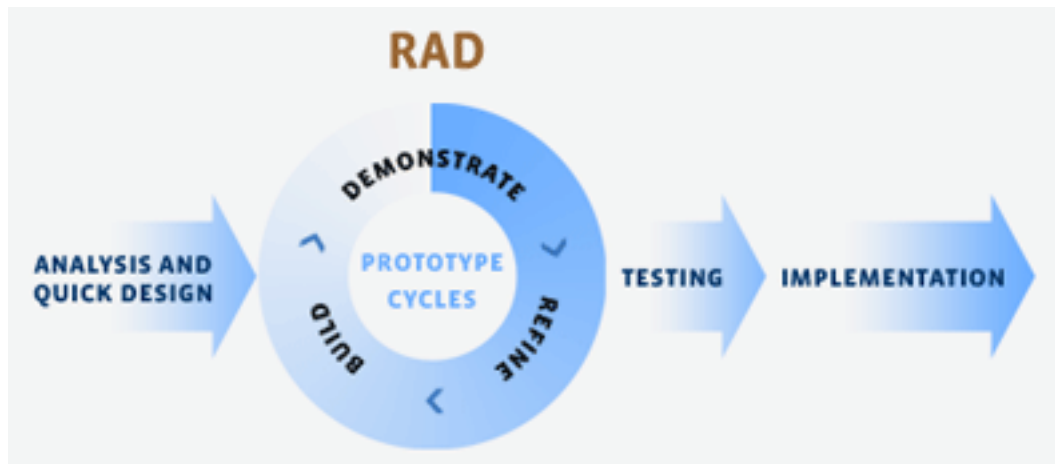 RAD
ANALYSIS AND
QUICK DESIGN
DEMONSTRATE
REFINE
BUILD
PROTOTYPE
CYCLES
TESTING
IMPLEMENTATION